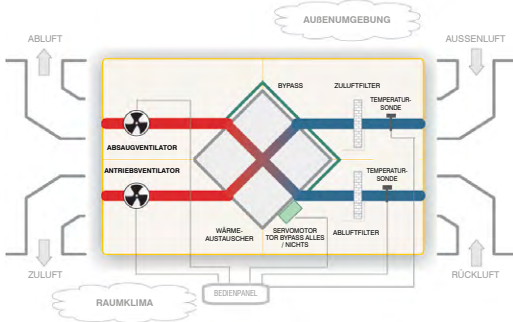 AUßENUMGEBUNG
ABLUFT
AUSSENLUFT
BYPASS
ZULUFTFILTER
TEMPERATUR-
SONDE
ABSAUGVENTILATOR
ANTRIEBSVENTILATOR
TEMPERATUR-
SONDE
WÄRME-
AUSTAUSCHER
SERVOMOTOR
TOR BYPASS ALLES
/ NICHTS
ABLUFTFILTER
ZULUFT
RÜCKLUFT
BEDIENPANEL
RAUMKLIMA